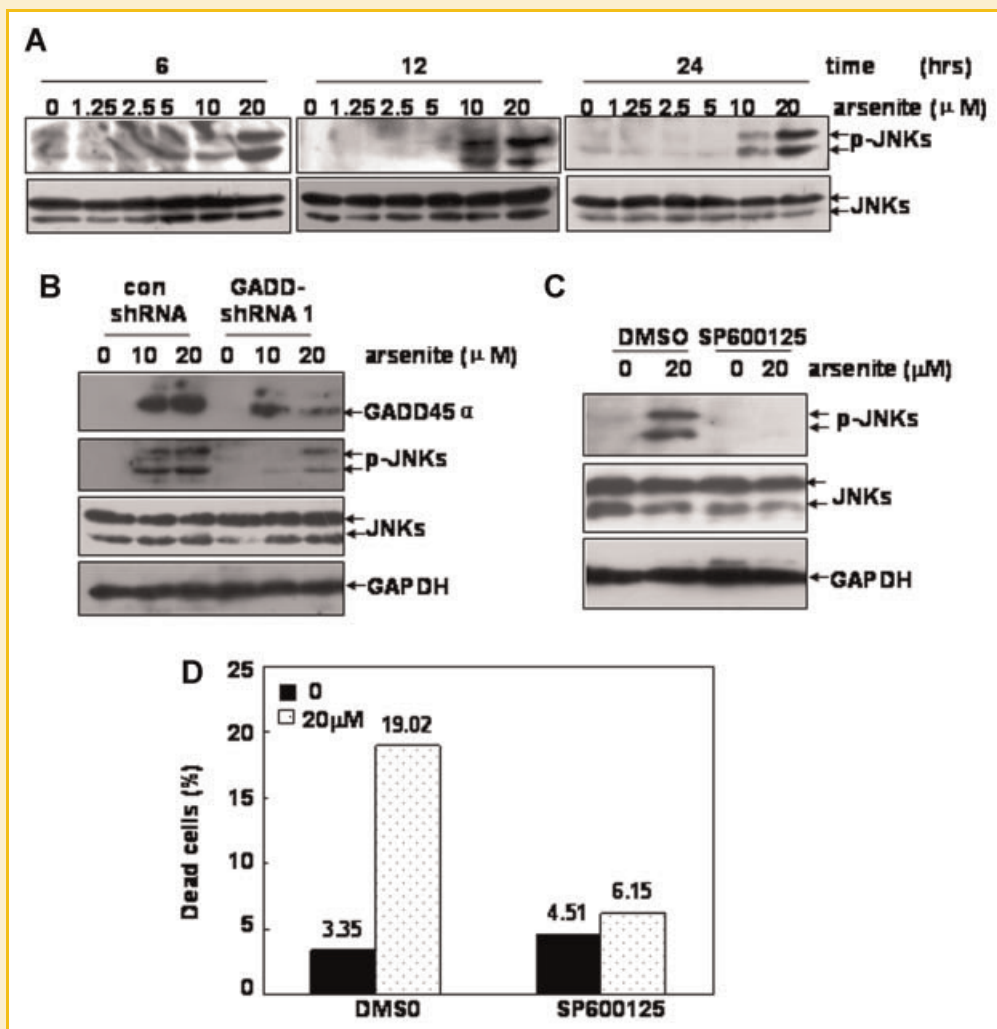 A
6 12 24 time (hrs)
0 1.25 2.5 5 10 20 0 1.25 2.5 5 10 20 0 1.25 2.5 5 10 20 arsenite (μ M)
p-JNKs
JNKs
B
con shRNA GADD-shRNA 1
0 10 20 0 10 20 arsenite (μ M)
GADD45 α
p-JNKs
JNKs
GAPDH
C
DMSO SP600125
0 20 0 20 arsenite (μM)
p-JNKs
JNKs
GAPDH
D
Dead cells (%)
25
20
15
10
5
0
0
20μM
3.35
19.02
4.51
6.15
DMSO SP600125